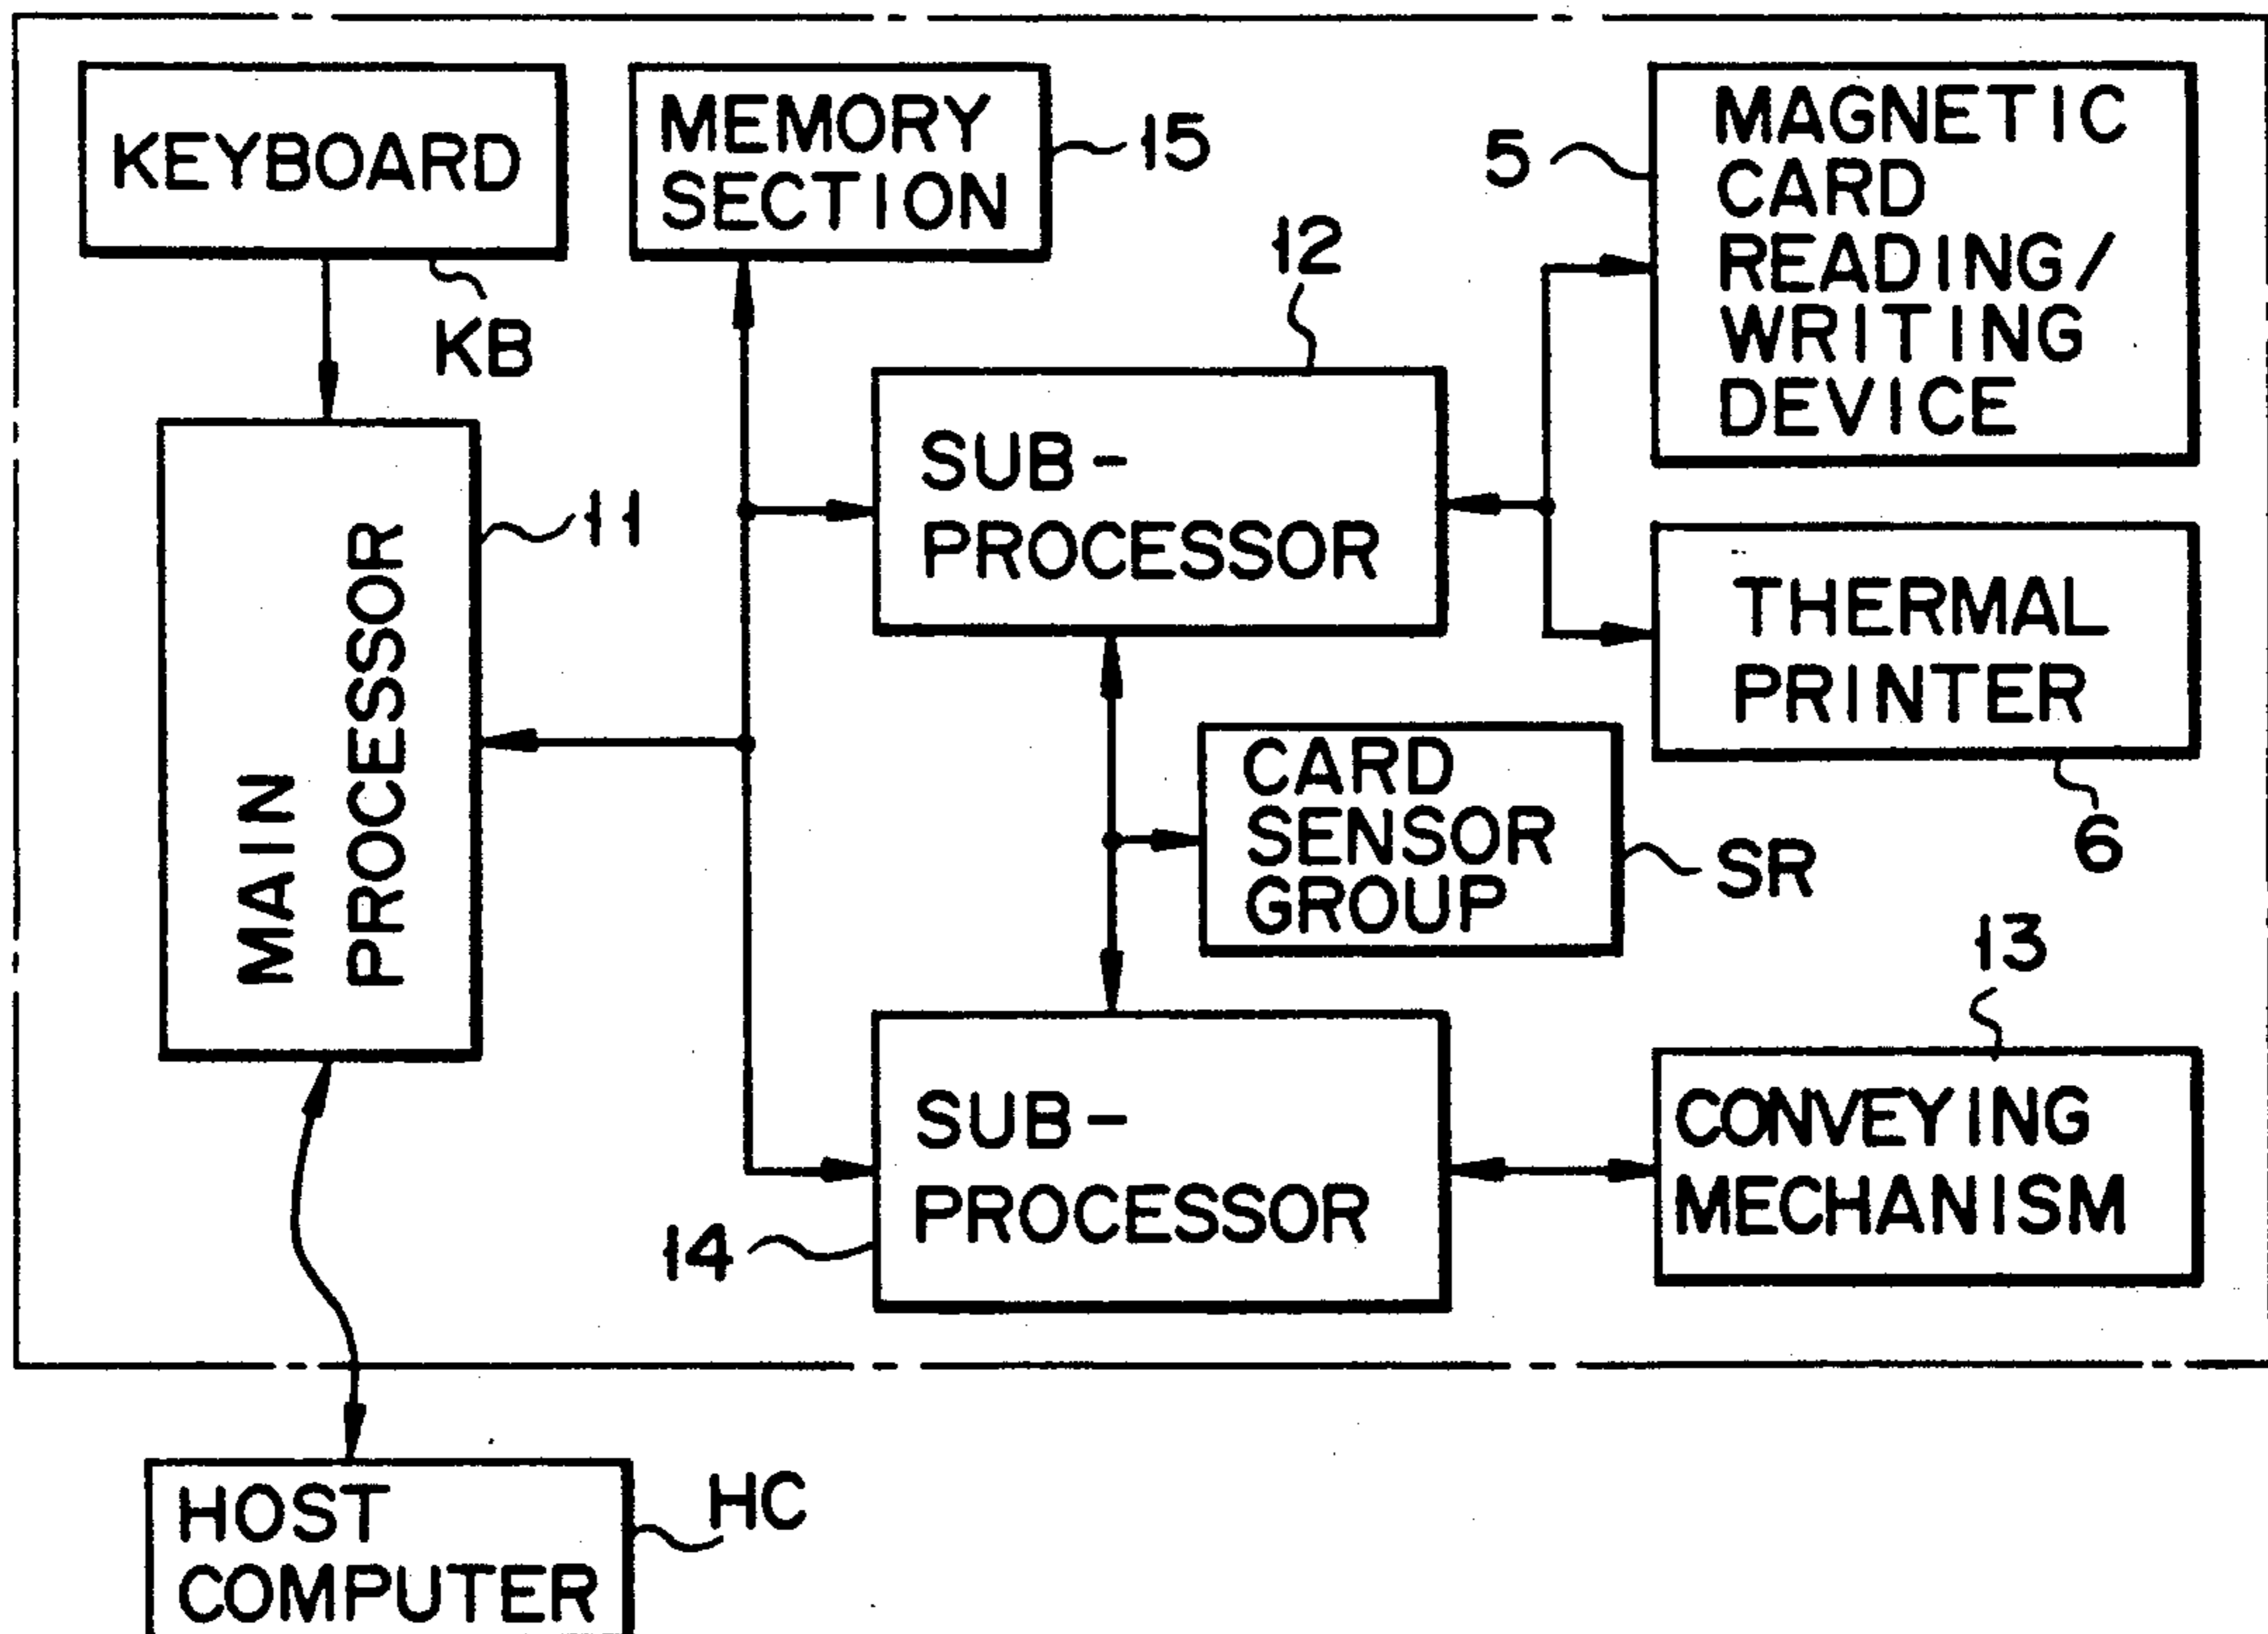 KEYBOARD
KB
MEMORY
SECTION
15
5
MAGNETIC
CARD
READING/
WRITING
DEVICE
12
SUB-
PROCESSOR
MAIN
PROCESSOR
11
THERMAL
PRINTER
6
CARD
SENSOR
GROUP
SR
13
CONVEYING
MECHANISM
SUB-
PROCESSOR
14
HOST
COMPUTER
HC